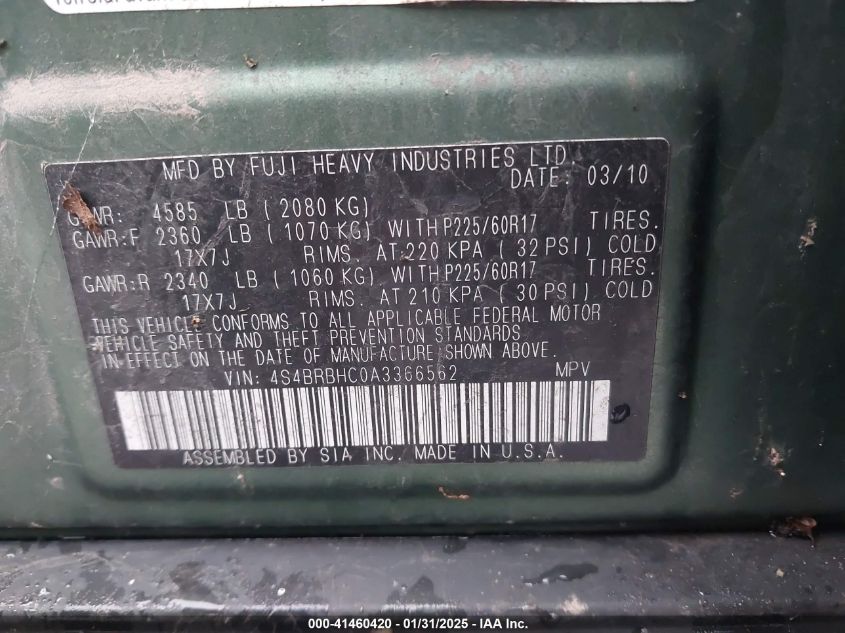 MFD BY FUJI HEAVY INDUSTRIES LTD.
DATE: 03/10
GVWR: 4585 LB ( 2080 KG)
GAWR:F 2360 LB ( 1070 KG) WITH P225/60R17 TIRES.
17X7J RIMS. AT 220 KPA ( 32 PSI) COLD
GAWR:R 2340 LB ( 1060 KG) WITH P225/60R17 TIRES.
17X7J RIMS. AT 210 KPA ( 30 PSI) COLD
THIS VEHICLE CONFORMS TO ALL APPLICABLE FEDERAL MOTOR
VEHICLE SAFETY AND THEFT PREVENTION STANDARDS
IN EFFECT ON THE DATE OF MANUFACTURE SHOWN ABOVE.
VIN: 4S4BRBHC0A3366562 MPV
ASSEMBLED BY SIA INC. MADE IN U.S.A.
000-41460420 - 01/31/2025 - IAA Inc.